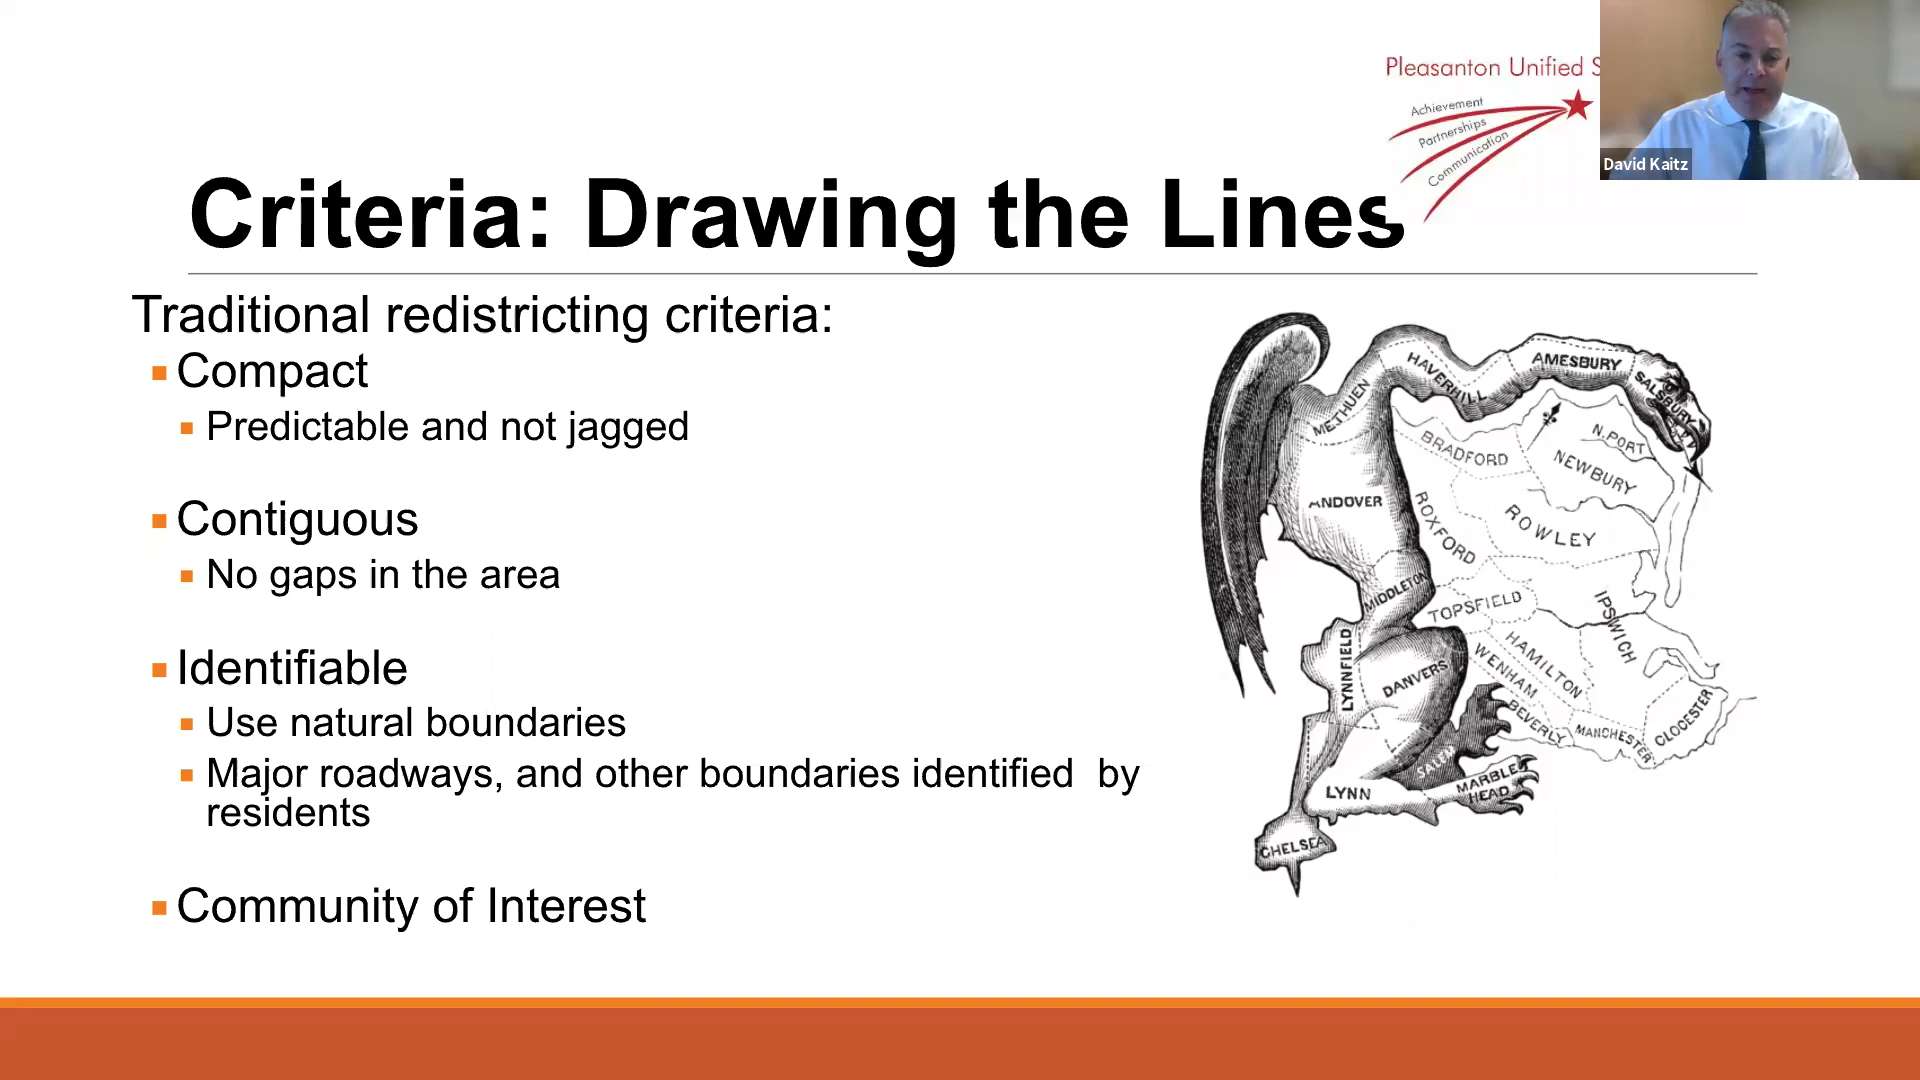 Pleasanton Unified S
Achievement
Partnerships
Communication
David Kaitz
Criteria: Drawing the Lines
Traditional redistricting criteria:
Compact
Predictable and not jagged
Contiguous
No gaps in the area
Identifiable
Use natural boundaries
Major roadways, and other boundaries identified by
residents
Community of Interest
AMESBURY
HAVERHILL
SALSBURY
METHUEN
N.PORT
BRADFORD
NEWBURY
ANDOVER
ROXFORD
ROWLEY
MIDDLETON
TOPSFIELD
IPSWICH
HAMILTON
LYNNFIELD
WENHAM
DANVERS
BEVERLY
MANCHESTER
CLOCESTER
SALEM
MARBLE
HEAD
LYNN
CHELSEA